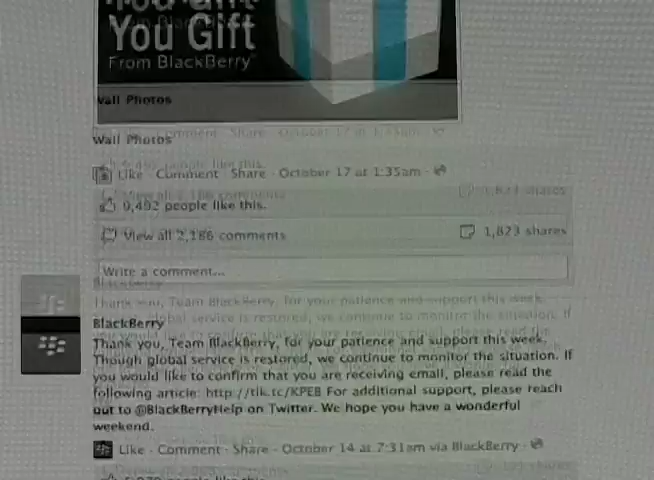 You Gift
From BlackBerry
Wall Photos
Wall Photos
Like · Comment · Share · October 17 at 1:35am ·
9,492 people like this.
View all 2,186 comments
1,823 shares
Write a comment...
BlackBerry
Thank you, Team BlackBerry, for your patience and support this week.
Though global service is restored, we continue to monitor the situation. If
you would like to confirm that you are receiving email, please read the
following article: http://tik.tc/KPEB For additional support, please reach
out to @BlackBerryHelp on Twitter. We hope you have a wonderful
weekend.
Like · Comment · Share · October 14 at 7:31am via BlackBerry ·
people like this.